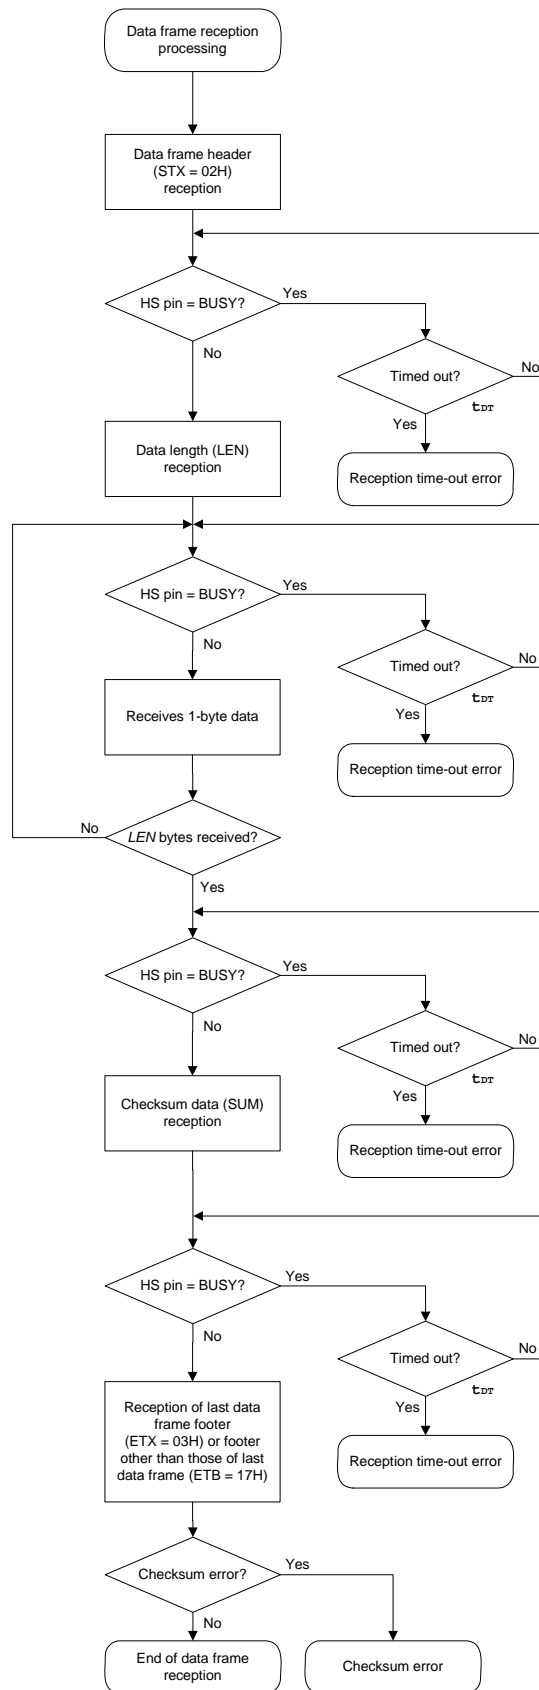 Data frame reception
processing
Data frame header
(STX = 02H)
reception
HS pin = BUSY?
Yes
No
Timed out?
No
tDT
Yes
Reception time-out error
Data length (LEN)
reception
HS pin = BUSY?
Yes
No
Timed out?
No
tDT
Yes
Reception time-out error
Receives 1-byte data
No
LEN bytes received?
Yes
HS pin = BUSY?
Yes
No
Timed out?
No
tDT
Yes
Reception time-out error
Checksum data (SUM)
reception
HS pin = BUSY?
Yes
No
Timed out?
No
tDT
Yes
Reception time-out error
Reception of last data
frame footer
(ETX = 03H) or footer
other than those of last
data frame (ETB = 17H)
Checksum error?
Yes
No
End of data frame
reception
Checksum error